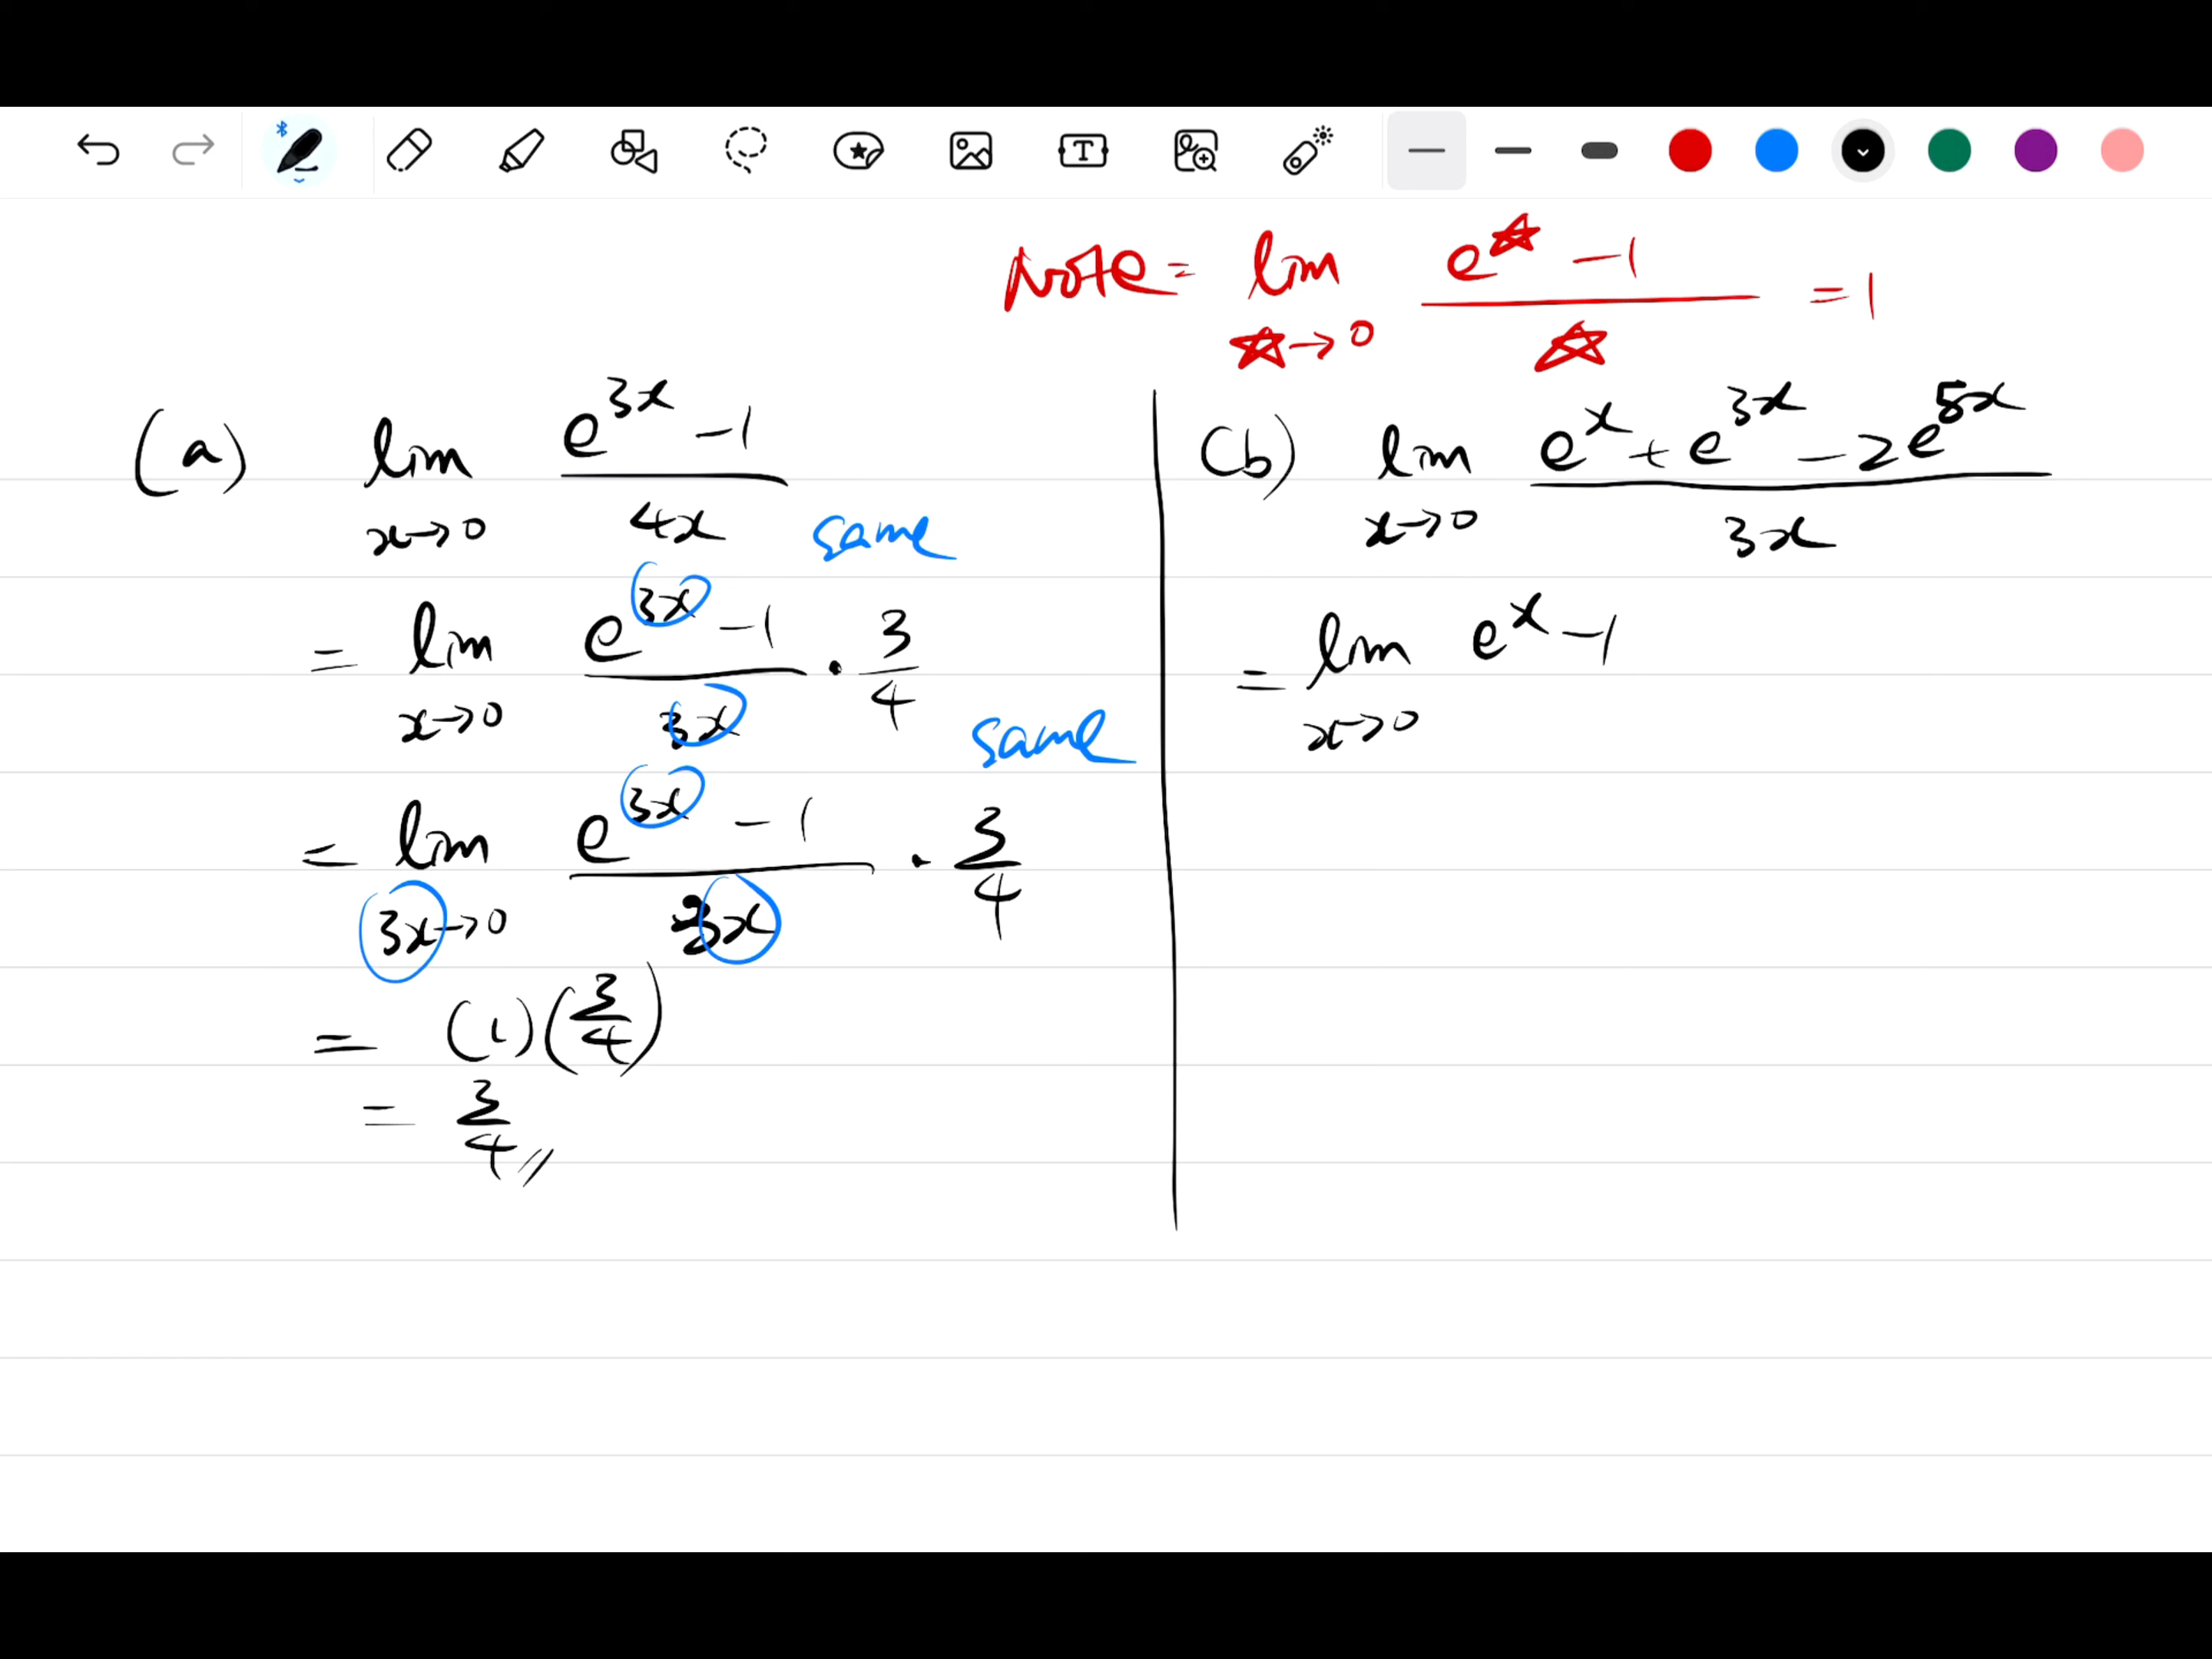 Note = lim ☆→0 (e^☆ − 1)/☆ = 1
(a) lim x→0 (e^{3x} − 1)/(4x)
same
= lim x→0 (e^{3x} − 1)/(3x) · 3/4
same
= lim 3x→0 (e^{3x} − 1)/(3x) · 3/4
= (1)(3/4)
= 3/4 //
(b) lim x→0 (e^x + e^{3x} − 2e^{5x})/(3x)
= lim x→0 e^x − 1